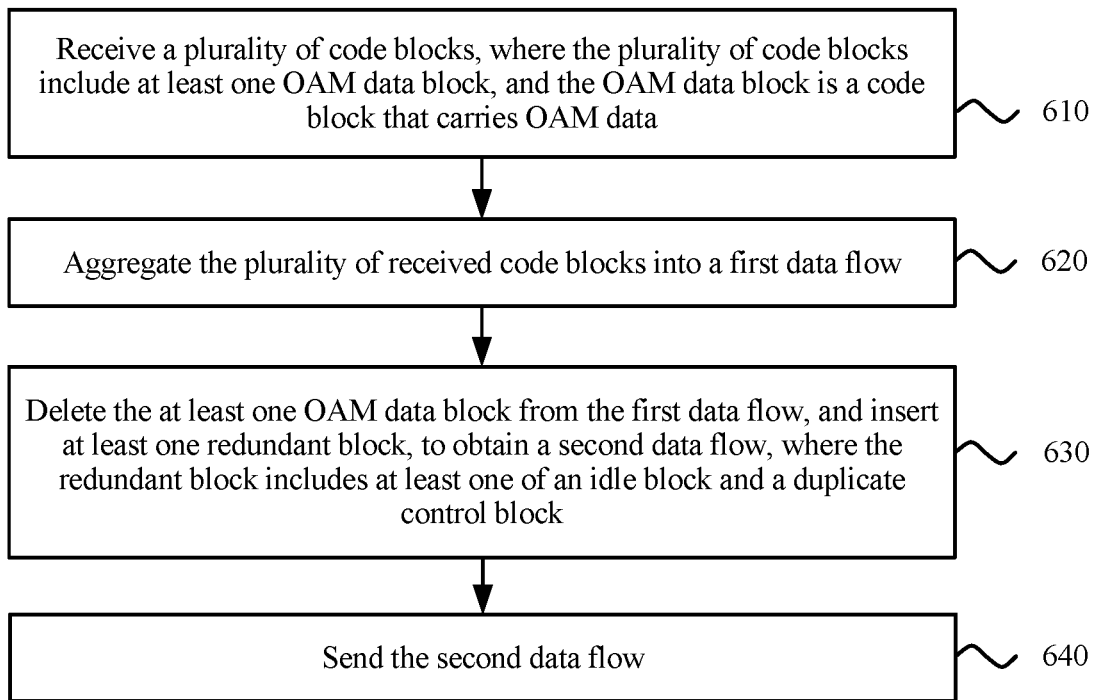 Receive a plurality of code blocks, where the plurality of code blocks
include at least one OAM data block, and the OAM data block is a code
block that carries OAM data
610
Aggregate the plurality of received code blocks into a first data flow
620
Delete the at least one OAM data block from the first data flow, and insert
at least one redundant block, to obtain a second data flow, where the
redundant block includes at least one of an idle block and a duplicate
control block
630
Send the second data flow
640